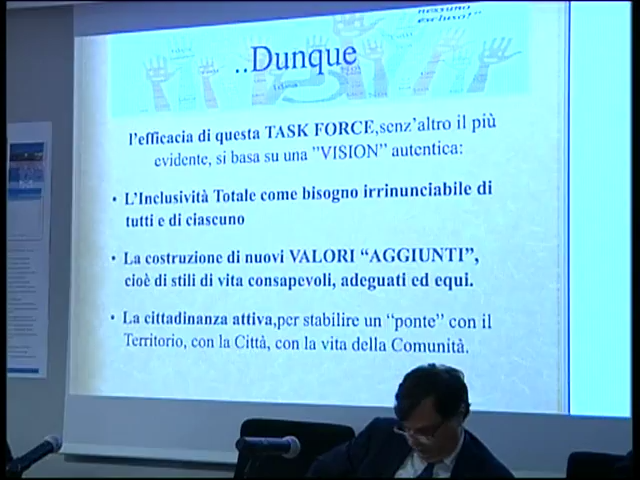 nessuno
escluso!"
..Dunque
l'efficacia di questa TASK FORCE,senz'altro il più
evidente, si basa su una "VISION" autentica:
• L'Inclusività Totale come bisogno irrinunciabile di
tutti e di ciascuno
• La costruzione di nuovi VALORI "AGGIUNTI",
cioè di stili di vita consapevoli, adeguati ed equi.
• La cittadinanza attiva,per stabilire un "ponte" con il
Territorio, con la Città, con la vita della Comunità.